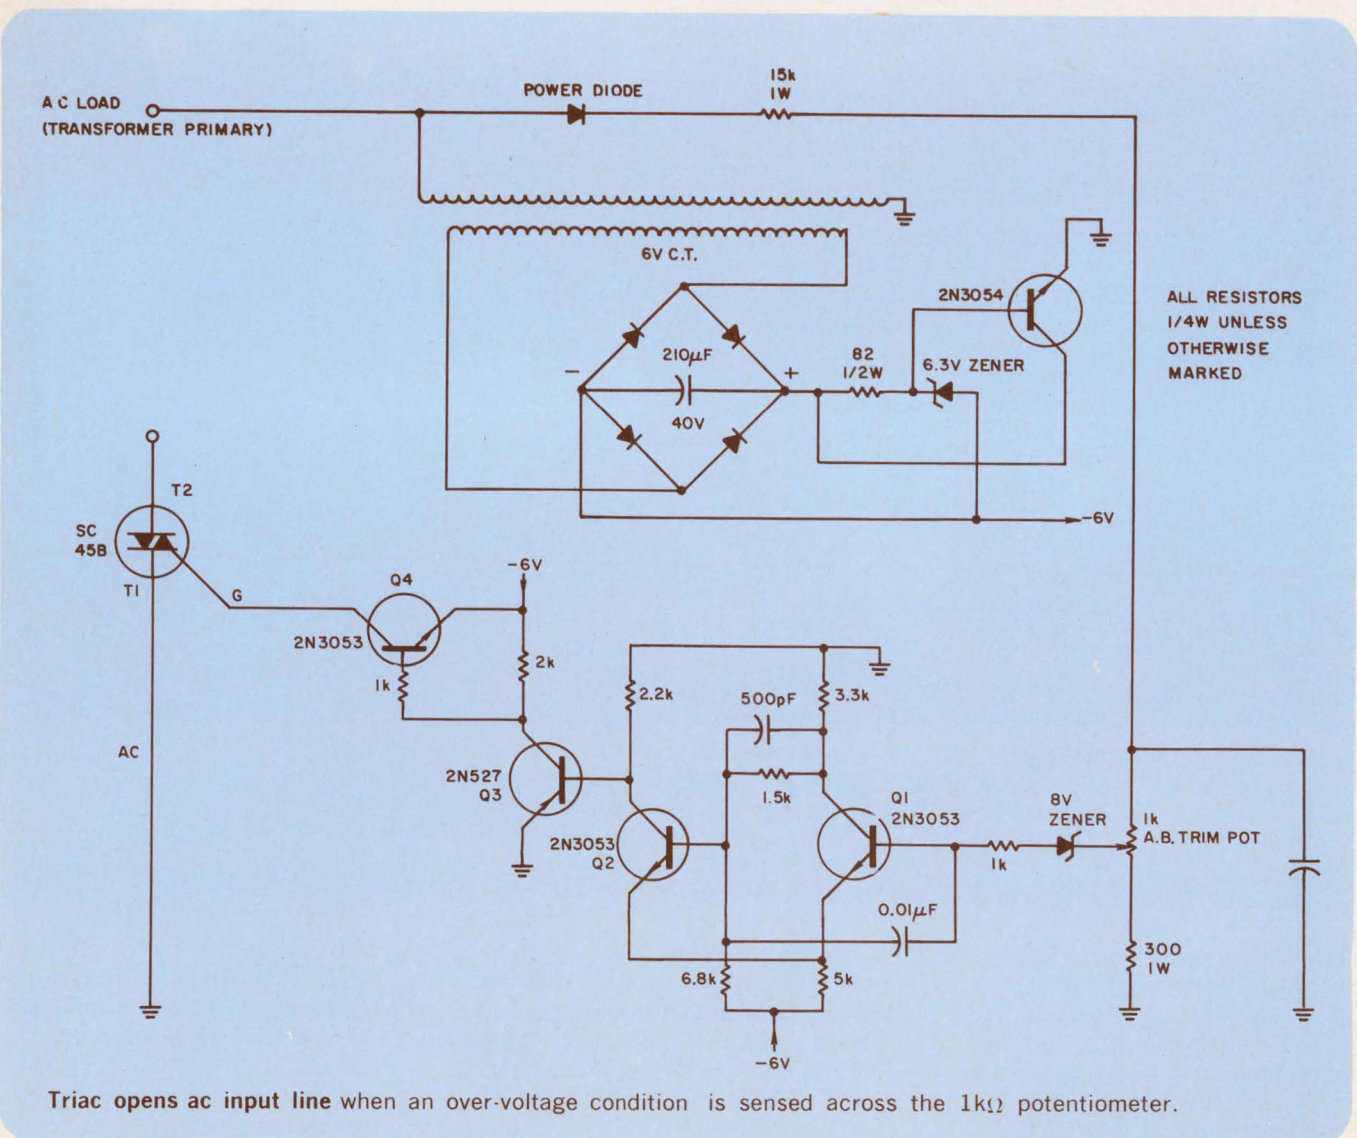 AC LOAD
(TRANSFORMER PRIMARY)
POWER DIODE
15k
1W
6V C.T.
2N3054
ALL RESISTORS
1/4W UNLESS
OTHERWISE
MARKED
210µF
40V
−
+
82
1/2W
6.3V ZENER
-6V
T2
SC
45B
T1
G
AC
Q4
2N3053
1k
-6V
2k
2.2k
500pF
3.3k
1.5k
2N527
Q3
2N3053
Q2
Q1
2N3053
8V
ZENER
1k
A.B. TRIM POT
1k
0.01µF
6.8k
5k
300
1W
-6V
Triac opens ac input line when an over-voltage condition is sensed across the 1kΩ potentiometer.